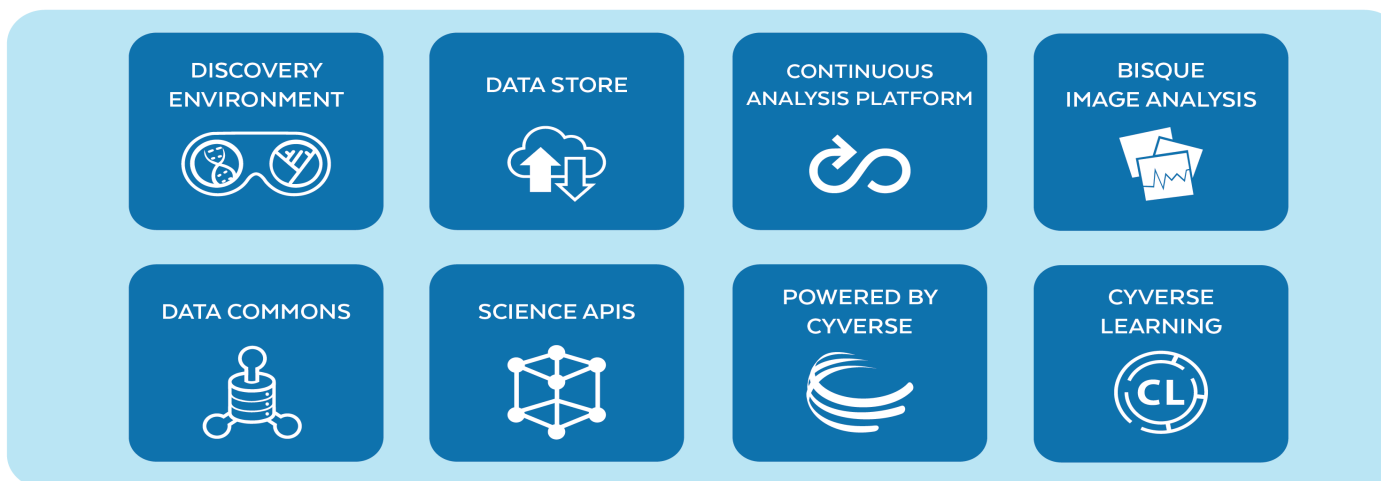 DISCOVERY
ENVIRONMENT
DATA STORE
CONTINUOUS
ANALYSIS PLATFORM
BISQUE
IMAGE ANALYSIS
DATA COMMONS
SCIENCE APIS
POWERED BY
CYVERSE
CYVERSE
LEARNING
CL